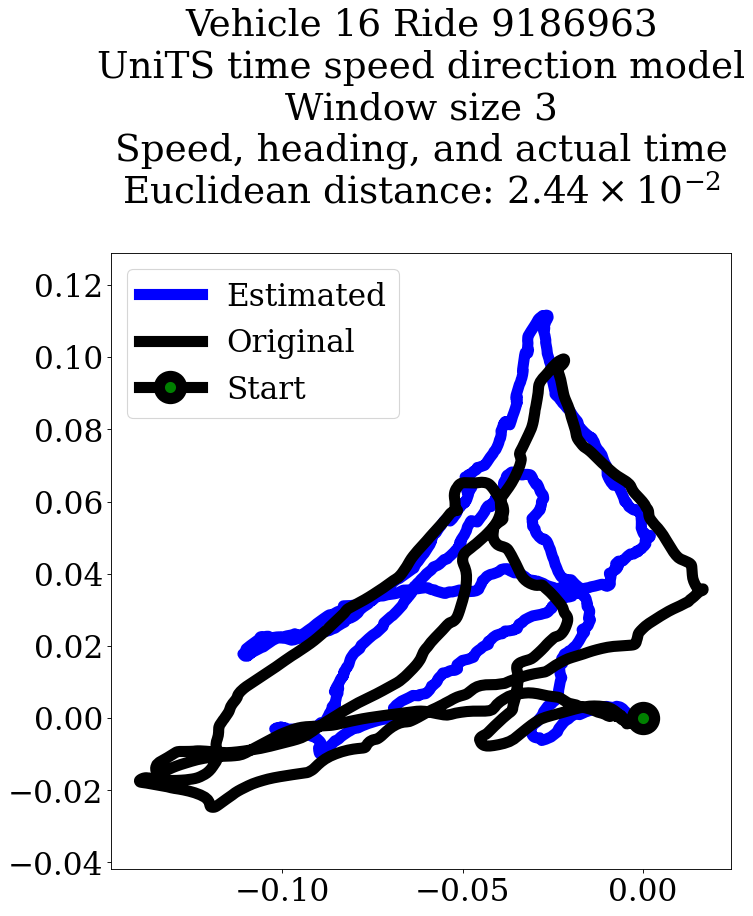 Vehicle 16 Ride 9186963
UniTS time speed direction model
Window size 3
Speed, heading, and actual time
Euclidean distance: 2.44 × 10⁻²
Estimated
Original
Start
0.12
0.10
0.08
0.06
0.04
0.02
0.00
−0.02
−0.04
−0.10
−0.05
0.00